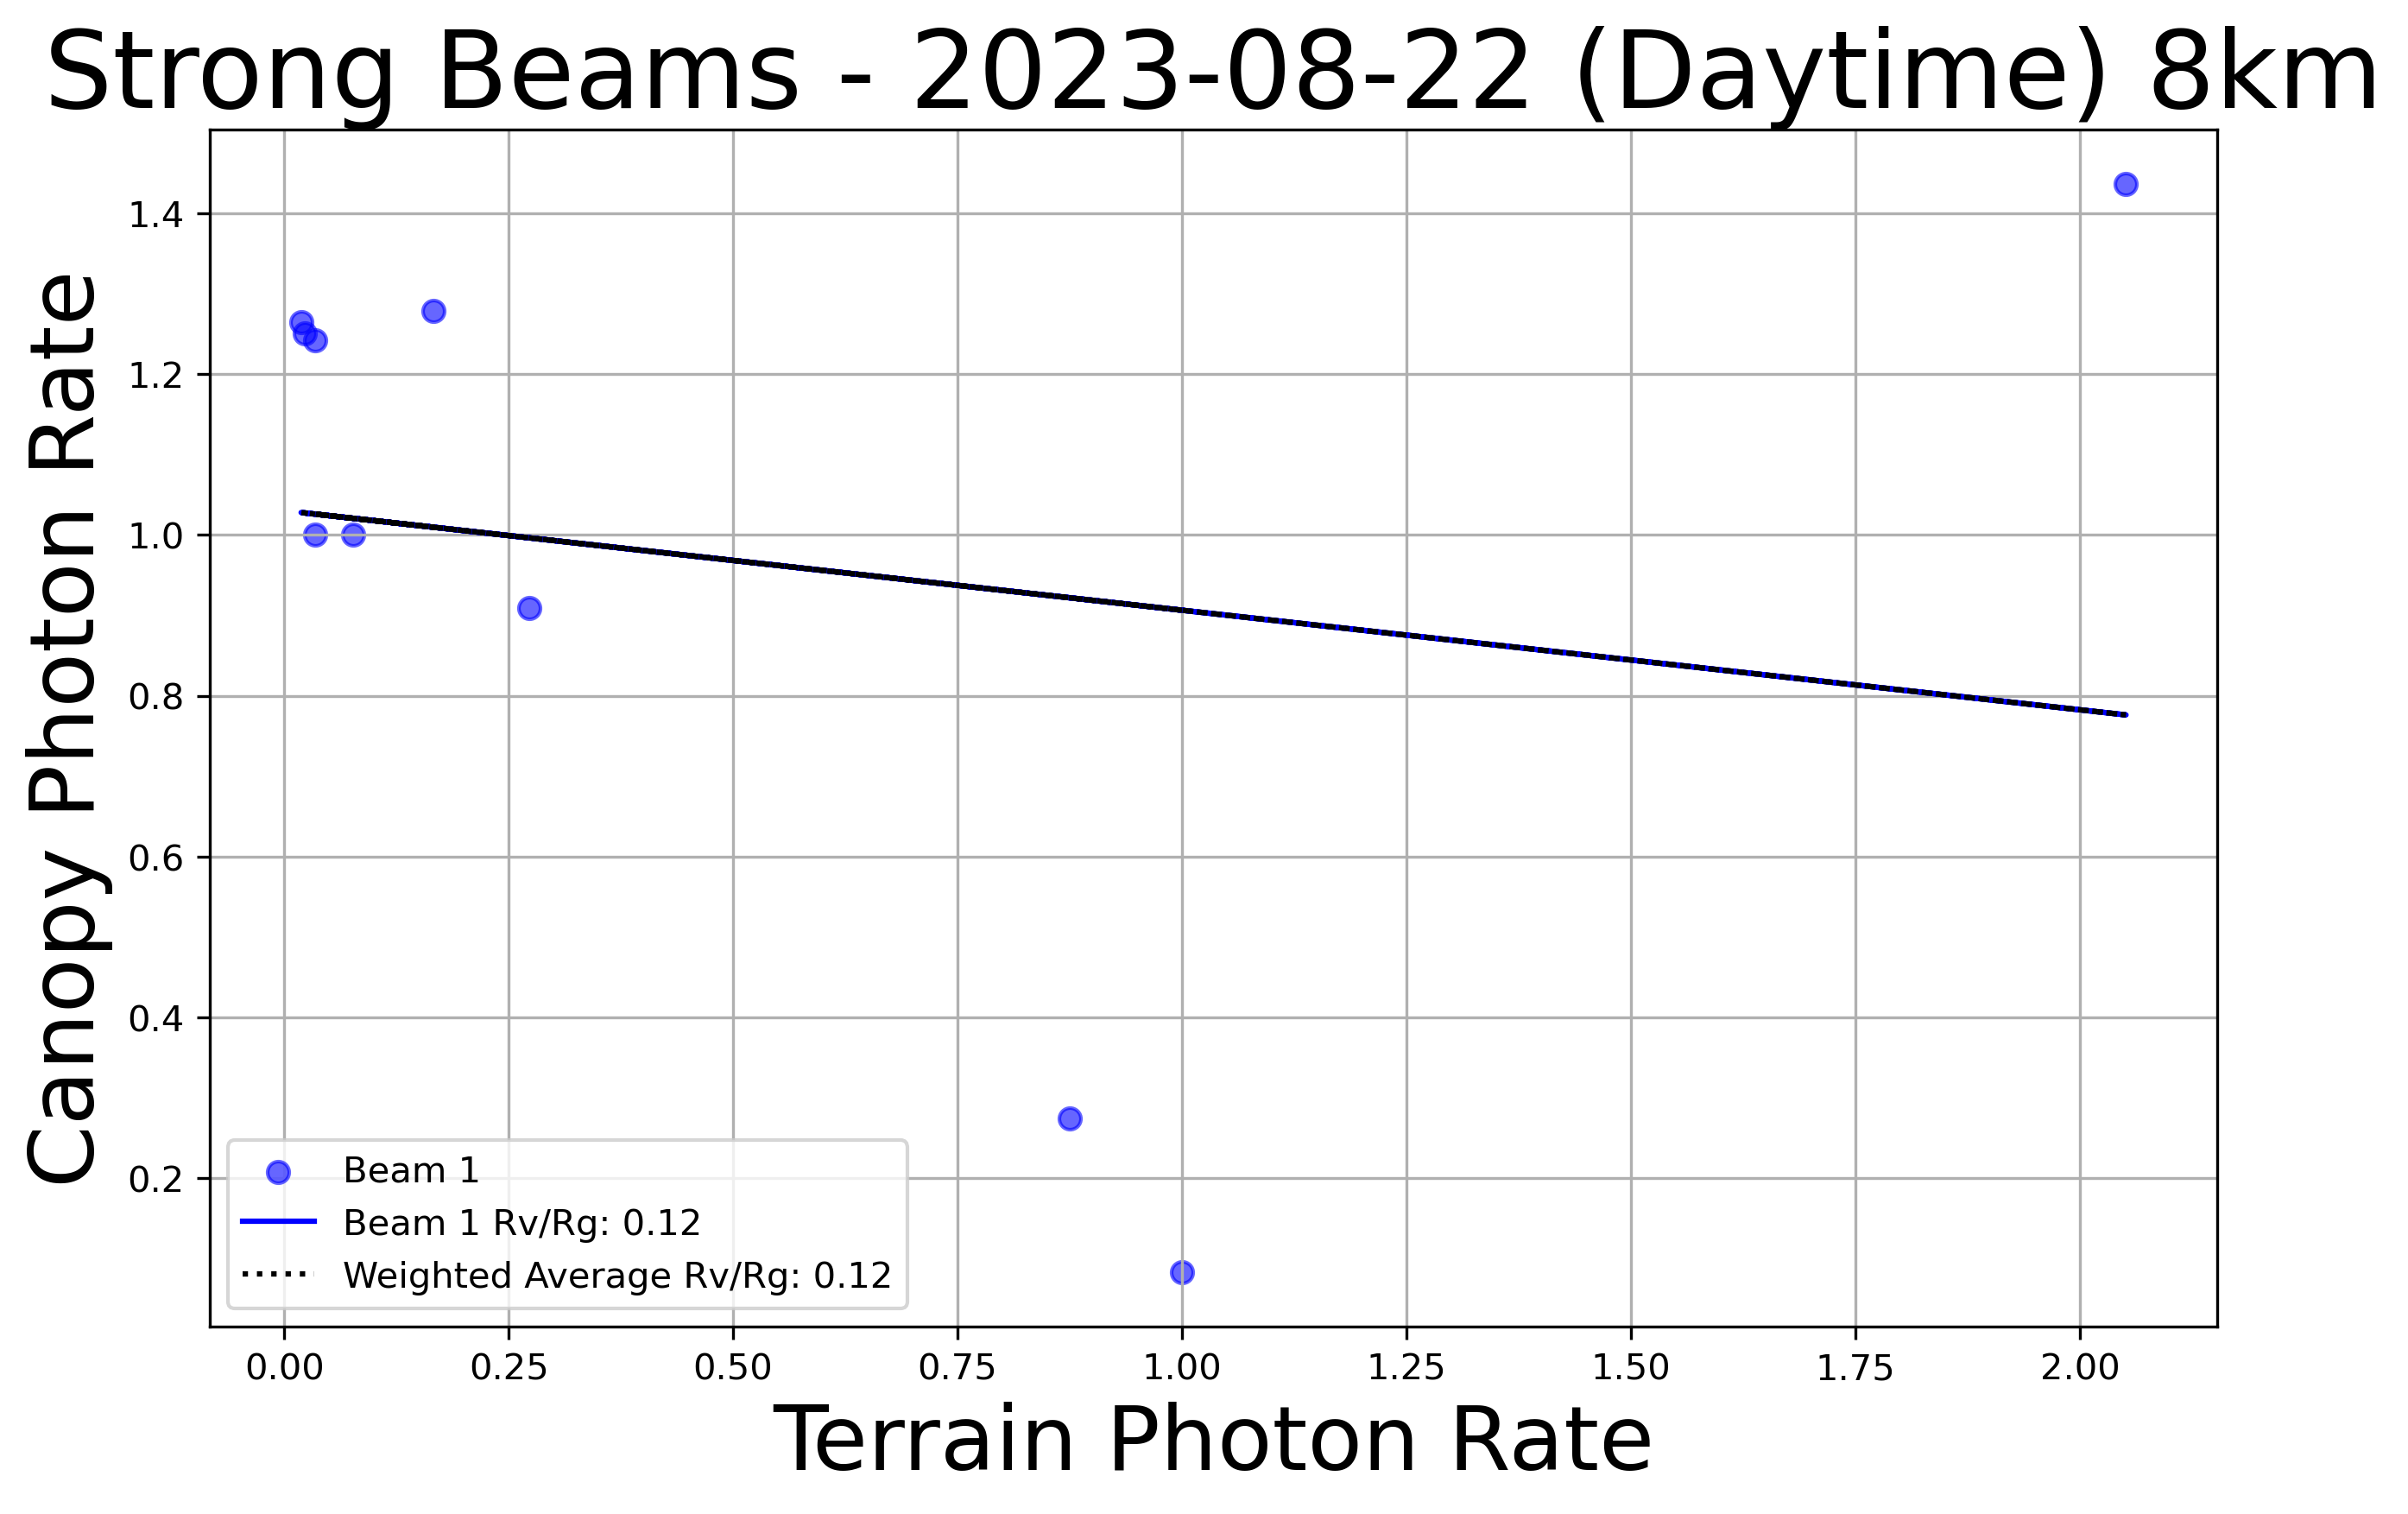 Strong Beams - 2023-08-22 (Daytime) 8km
Canopy Photon Rate
1.4
1.2
1.0
0.8
0.6
0.4
0.2
Beam 1
Beam 1 Rv/Rg: 0.12
Weighted Average Rv/Rg: 0.12
0.00 0.25 0.50 0.75 1.00 1.25 1.50 1.75 2.00
Terrain Photon Rate